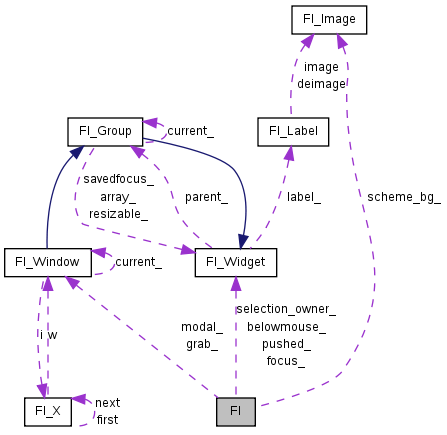 Fl_Image
image
deimage
Fl_Group
current_
Fl_Label
savedfocus_
array_
resizable_
parent_
label_
scheme_bg_
Fl_Window
current_
Fl_Widget
modal_
grab_
selection_owner_
belowmouse_
pushed_
focus_
i
w
Fl_X
next
first
Fl